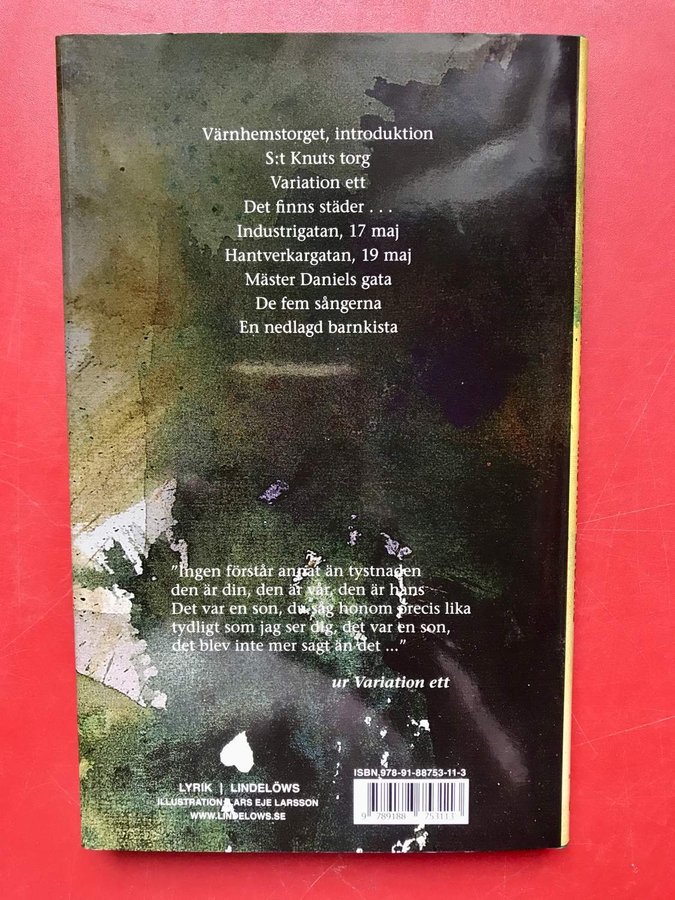 Värnhemstorget, introduktion
S:t Knuts torg
Variation ett
Det finns städer . . .
Industrigatan, 17 maj
Hantverkargatan, 19 maj
Mäster Daniels gata
De fem sångerna
En nedlagd barnkista
”Ingen förstår annat än tystnaden
den är din, den är vår, den är hans
Det var en son, du såg honom precis lika
tydligt som jag ser dig, det var en son,
det blev inte mer sagt än det ...”
ur Variation ett
LYRIK | LINDELÖWS
ILLUSTRATION LARS EJE LARSSON
WWW.LINDELOWS.SE
ISBN 978-91-88753-11-3
9 789188 753113